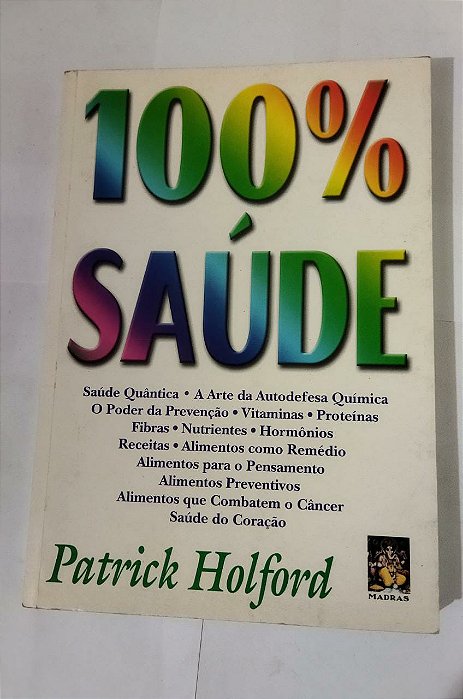 100%
SAÚDE
Saúde Quântica • A Arte da Autodefesa Química
O Poder da Prevenção • Vitaminas • Proteínas
Fibras • Nutrientes • Hormônios
Receitas • Alimentos como Remédio
Alimentos para o Pensamento
Alimentos Preventivos
Alimentos que Combatem o Câncer
Saúde do Coração
Patrick Holford
MADRAS